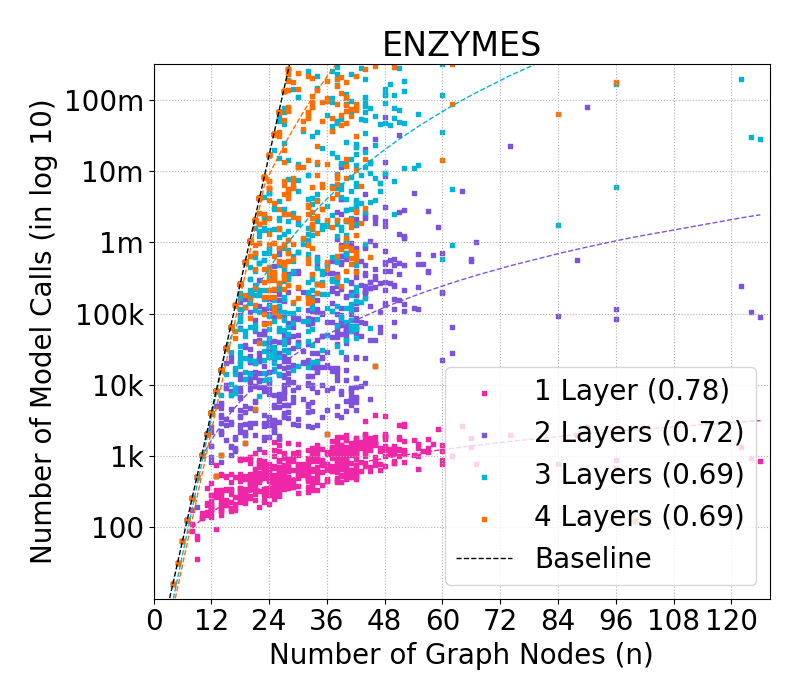 ENZYMES
Number of Model Calls (in log 10)
100m
10m
1m
100k
10k
1k
100
1 Layer (0.78)
2 Layers (0.72)
3 Layers (0.69)
4 Layers (0.69)
Baseline
0 12 24 36 48 60 72 84 96 108 120
Number of Graph Nodes (n)